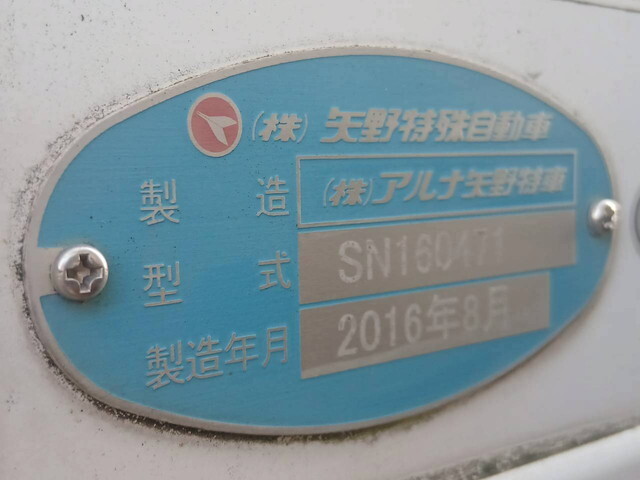 (株) 矢野特殊自動車
製造 (株)アルナ矢野特車
型式 SN160471
製造年月 2016年8月